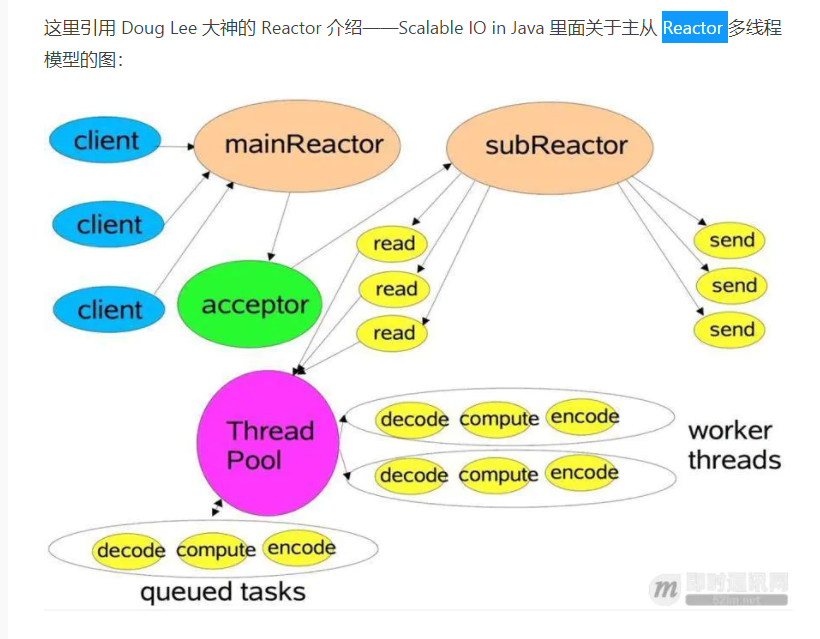 这里引用 Doug Lee 大神的 Reactor 介绍——Scalable IO in Java 里面关于主从 Reactor 多线程
模型的图：
client
mainReactor
subReactor
client
read
send
client
acceptor
read
send
read
send
Thread
Pool
decode compute encode
worker
threads
decode compute encode
decode compute encode
queued tasks
m 即时通讯网
52im.net